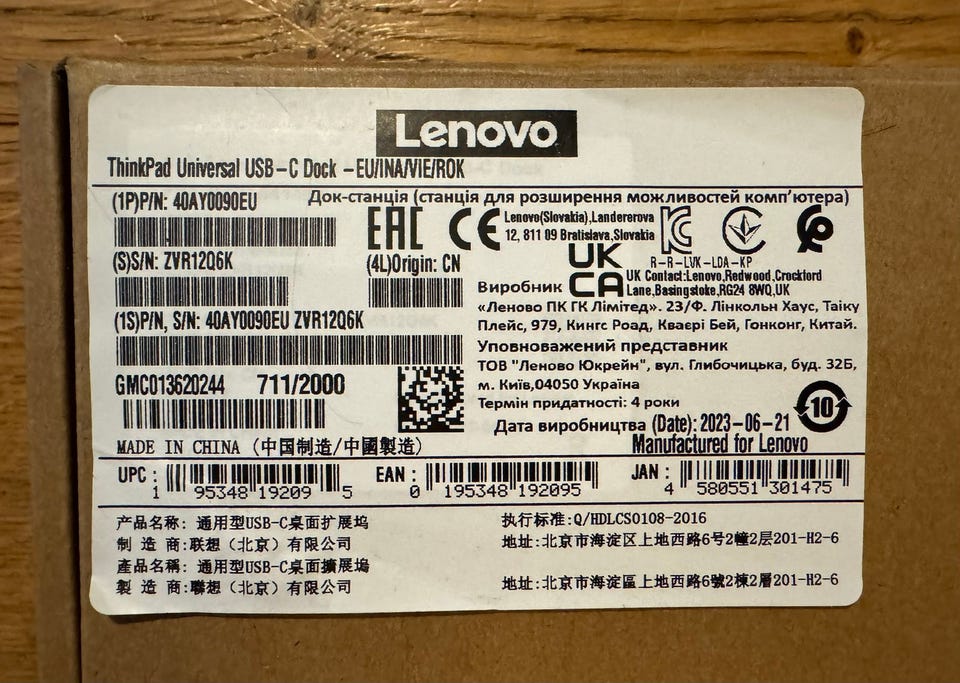 Lenovo
ThinkPad Universal USB-C Dock -EU/INA/VIE/ROK
(1P)P/N: 40AY0090EU
Док-станція (станція для розширення можливостей комп'ютера)
EAC CE
Lenovo(Slovakia),Landererova
12, 811 09 Bratislava,Slovakia
R-R-LVK-LDA-KP
(S)S/N: ZVR12Q6K
(4L)Origin: CN
UK
CA
UK Contact:Lenovo,Redwood,Crockford
Lane,Basingstoke,RG24 8WQ,UK
Виробник
«Леново ПК ГК Лімітед». 23/Ф. Лінкольн Хаус, Таіку
Плейс, 979, Кингс Роад, Кваєрі Бей, Гонконг, Китай.
(1S)P/N, S/N: 40AY0090EU ZVR12Q6K
Уповноважений представник
ТОВ "Леново Юкрейн", вул. Глибочицька, буд. 32Б,
м. Київ,04050 Україна
Термін придатності: 4 роки
GMC013620244 711/2000
10
Дата виробництва (Date): 2023-06-21
MADE IN CHINA (中国制造/中國製造)
Manufactured for Lenovo
UPC: 1 95348 19209 5
EAN: 0 195348 192095
JAN: 4 580551 301475
产品名称: 通用型USB-C桌面扩展坞
执行标准:Q/HDLCS0108-2016
制 造 商:联想（北京）有限公司
地址:北京市海淀区上地西路6号2幢2层201-H2-6
產品名稱: 通用型USB-C桌面擴展塢
製 造 商:聯想（北京）有限公司
地址:北京市海淀區上地西路6號2棟2層201-H2-6